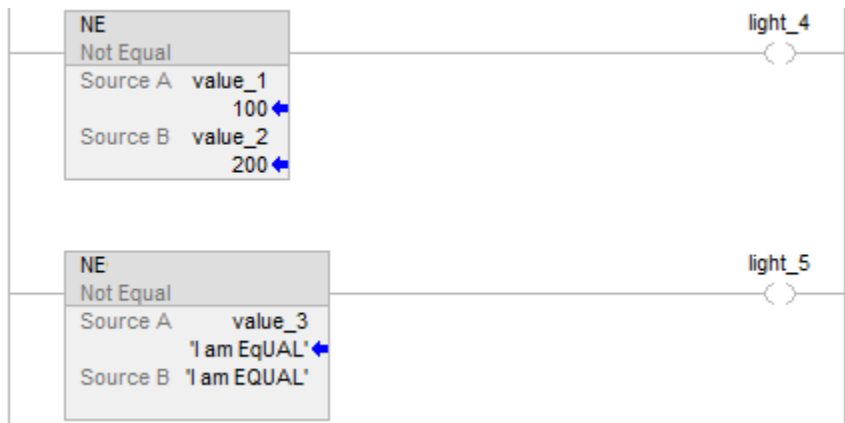 NE
light_4
Not Equal
Source A value_1
100
Source B value_2
200
NE
light_5
Not Equal
Source A value_3
'I am EqUAL'
Source B 'I am EQUAL'